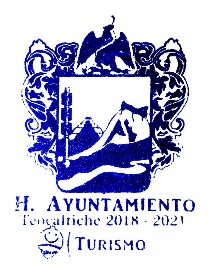 H. AYUNTAMIENTO
Teocaltiche 2018 - 2021
TURISMO